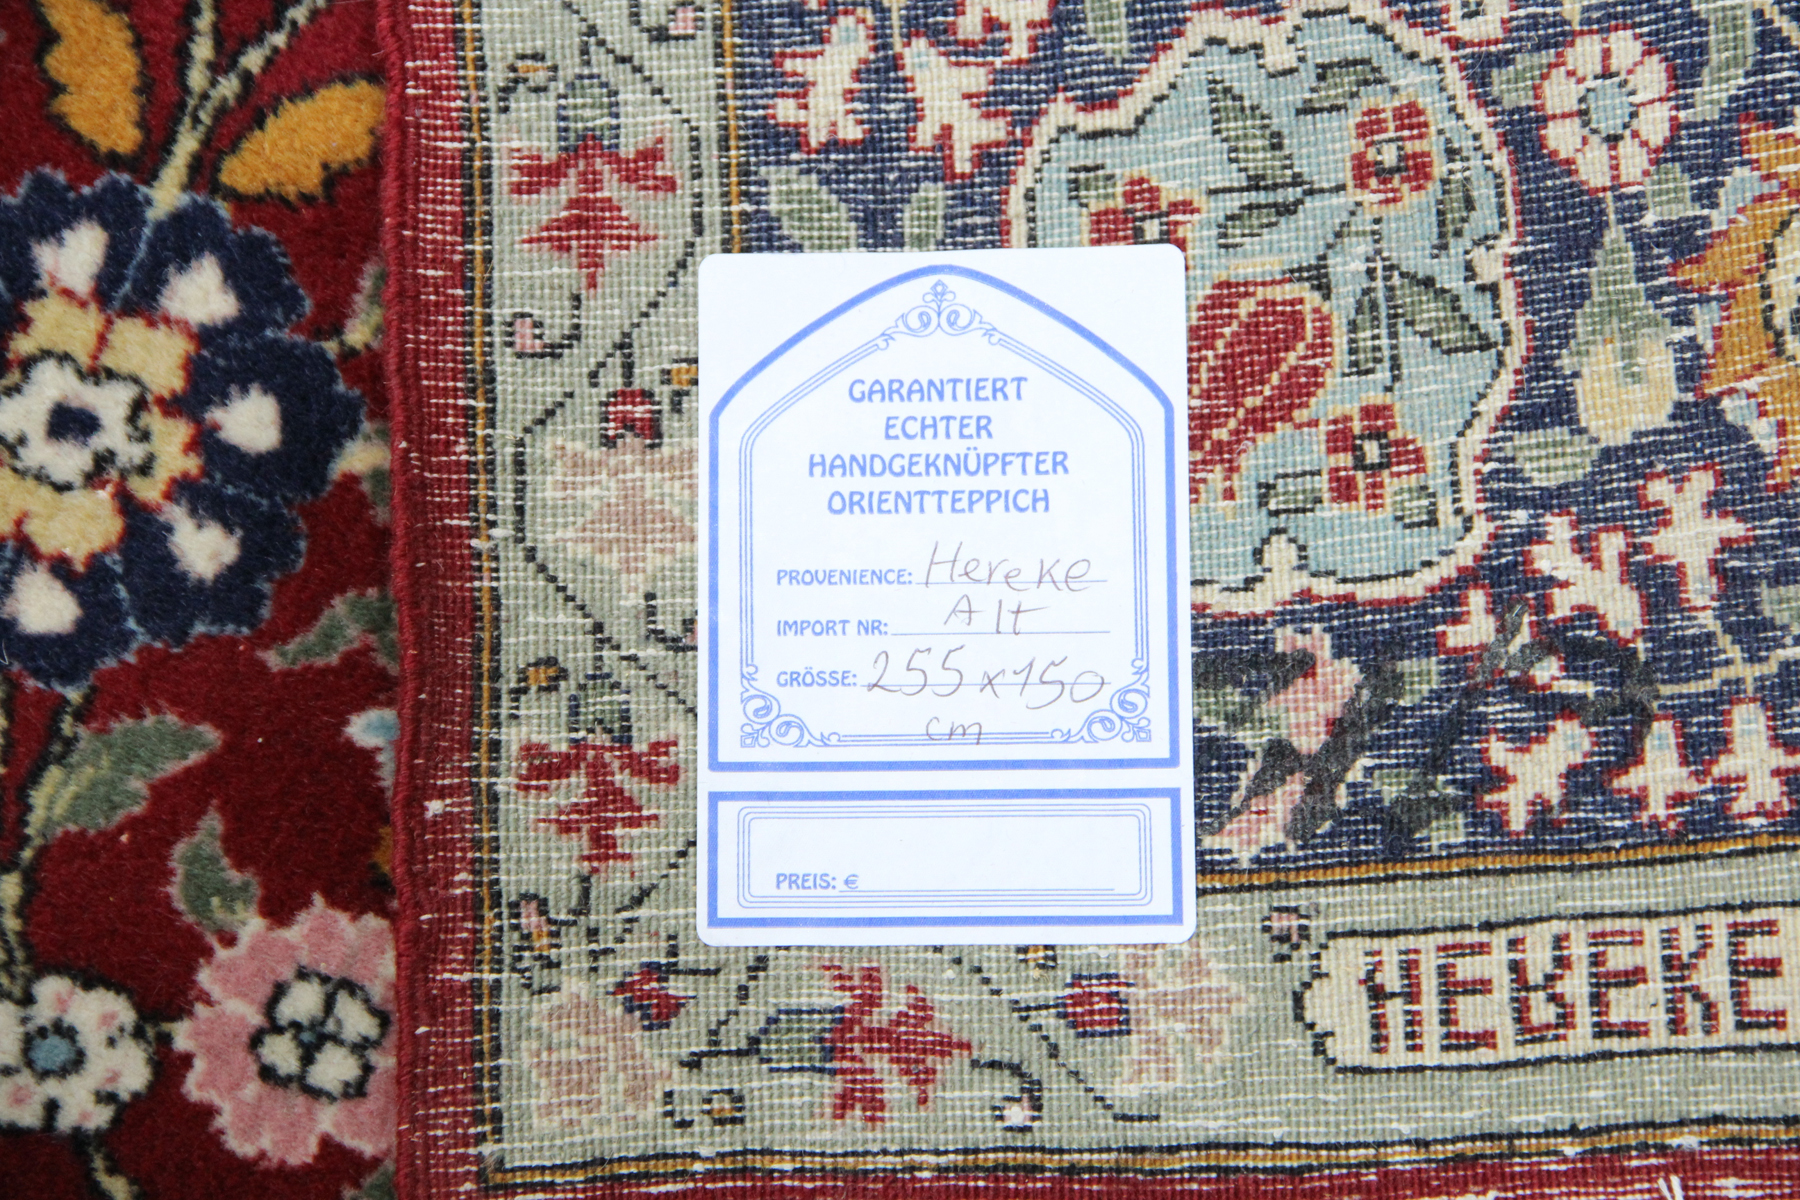 GARANTIERT
ECHTER
HANDGEKNÜPFTER
ORIENTTEPPICH
PROVENIENCE: Hereke
IMPORT NR: Alt
GRÖSSE: 255x150
cm
PREIS: €
HEREKE